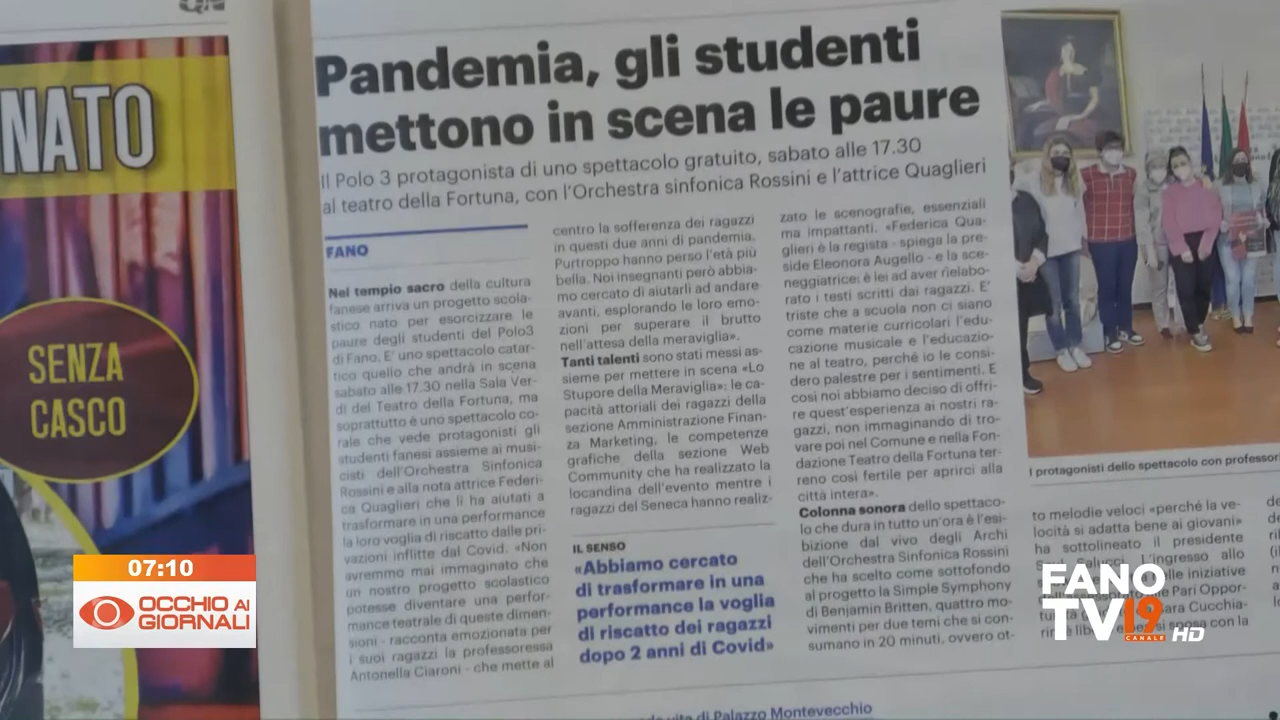 NATO
SENZA
CASCO
Pandemia, gli studenti
mettono in scena le paure
Il Polo 3 protagonista di uno spettacolo gratuito, sabato alle 17.30
al teatro della Fortuna, con l'Orchestra sinfonica Rossini e l'attrice Quaglieri
FANO
Nel tempio sacro della cultura
fanese arriva un progetto scola-
stico nato per esorcizzare le
paure degli studenti del Polo3
di Fano. E' uno spettacolo catar-
tico quello che andrà in scena
sabato alle 17.30 nella Sala Ver-
di del Teatro della Fortuna, ma
soprattutto è uno spettacolo co-
rale che vede protagonisti gli
studenti fanesi assieme ai musi-
cisti dell'Orchestra Sinfonica
Rossini e alla nota attrice Federi-
ca Quaglieri che li ha aiutati a
trasformare in una performance
la loro voglia di riscatto dalle pri-
vazioni inflitte dal Covid. «Non
avremmo mai immaginato che
un nostro progetto scolastico
potesse diventare una perfor-
mance teatrale di queste dimen-
sioni - racconta emozionata per
i suoi ragazzi la professoressa
Antonella Ciaroni - che mette al
centro la sofferenza dei ragazzi
in questi due anni di pandemia.
Purtroppo hanno perso l'età più
bella. Noi insegnanti però abbia-
mo cercato di aiutarli ad andare
avanti, esplorando le loro emo-
zioni per superare il brutto
nell'attesa della meraviglia».
Tanti talenti sono stati messi as-
sieme per mettere in scena «Lo
Stupore della Meraviglia»: le ca-
pacità attoriali dei ragazzi della
sezione Amministrazione Finan-
za Marketing, le competenze
grafiche della sezione Web
Community che ha realizzato la
locandina dell'evento mentre i
ragazzi del Seneca hanno realiz-
IL SENSO
«Abbiamo cercato
di trasformare in una
performance la voglia
di riscatto dei ragazzi
dopo 2 anni di Covid»
zato le scenografie, essenziali
ma impattanti. «Federica Qua-
glieri è la regista - spiega la pre-
side Eleonora Augello - e la sce-
neggiatrice: è lei ad aver rielabo-
rato i testi scritti dai ragazzi. E'
triste che a scuola non ci siano
come materie curricolari l'edu-
cazione musicale e l'educazio-
ne al teatro, perché io le consi-
dero palestre per i sentimenti. E
così noi abbiamo deciso di offri-
re quest'esperienza ai nostri ra-
gazzi, non immaginando di tro-
vare poi nel Comune e nella Fon-
dazione Teatro della Fortuna ter-
reno così fertile per aprirci alla
città intera».
Colonna sonora dello spettaco-
lo che dura in tutto un'ora è l'esi-
bizione dal vivo degli Archi
dell'Orchestra Sinfonica Rossini
che ha scelto come sottofondo
al progetto la Simple Symphony
di Benjamin Britten, quattro mo-
vimenti per due temi che si con-
sumano in 20 minuti, ovvero ot-
I protagonisti dello spettacolo con professori
to melodie veloci «perché la ve-
locità si adatta bene ai giovani»
ha sottolineato il presidente
Saul Salucci. L'ingresso allo
alle iniziative
Pari Oppor-
Sara Cucchia-
sposa con la
vita di Palazzo Montevecchio
07:10
OCCHIO AI
GIORNALI
FANO
TV 19
CANALE HD